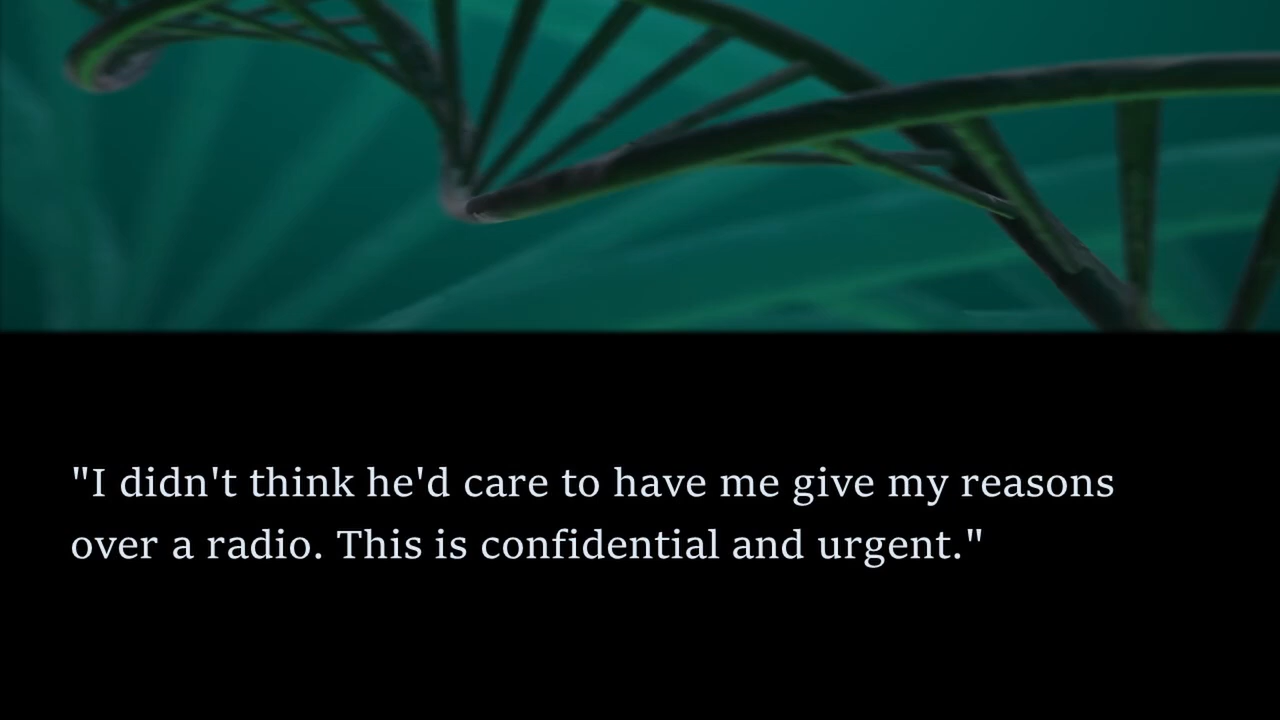 "I didn't think he'd care to have me give my reasons
over a radio. This is confidential and urgent."